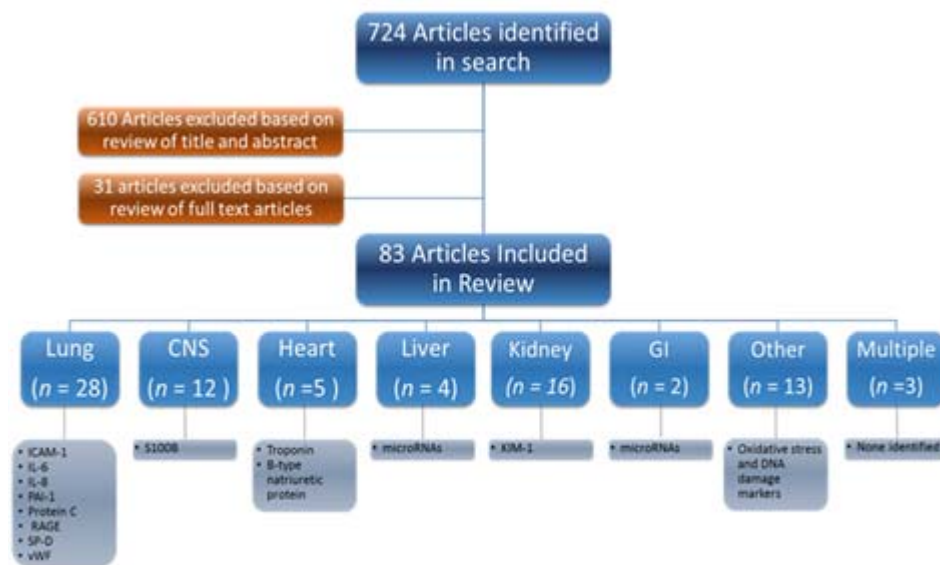 724 Articles identified
in search
610 Articles excluded based on
review of title and abstract
31 articles excluded based on
review of full text articles
83 Articles Included
in Review
Lung
(n = 28)
CNS
(n = 12 )
Heart
(n =5 )
Liver
(n = 4)
Kidney
(n = 16)
GI
(n = 2)
Other
(n = 13)
Multiple
(n =3)
• ICAM-1
• IL-6
• IL-8
• PAI-1
• Protein C
• RAGE
• SP-D
• vWF
• S100B
• Troponin
• B-type
natriuretic
protein
• microRNAs
• KIM-1
• microRNAs
• Oxidative stress
and DNA
damage
markers
• None identified